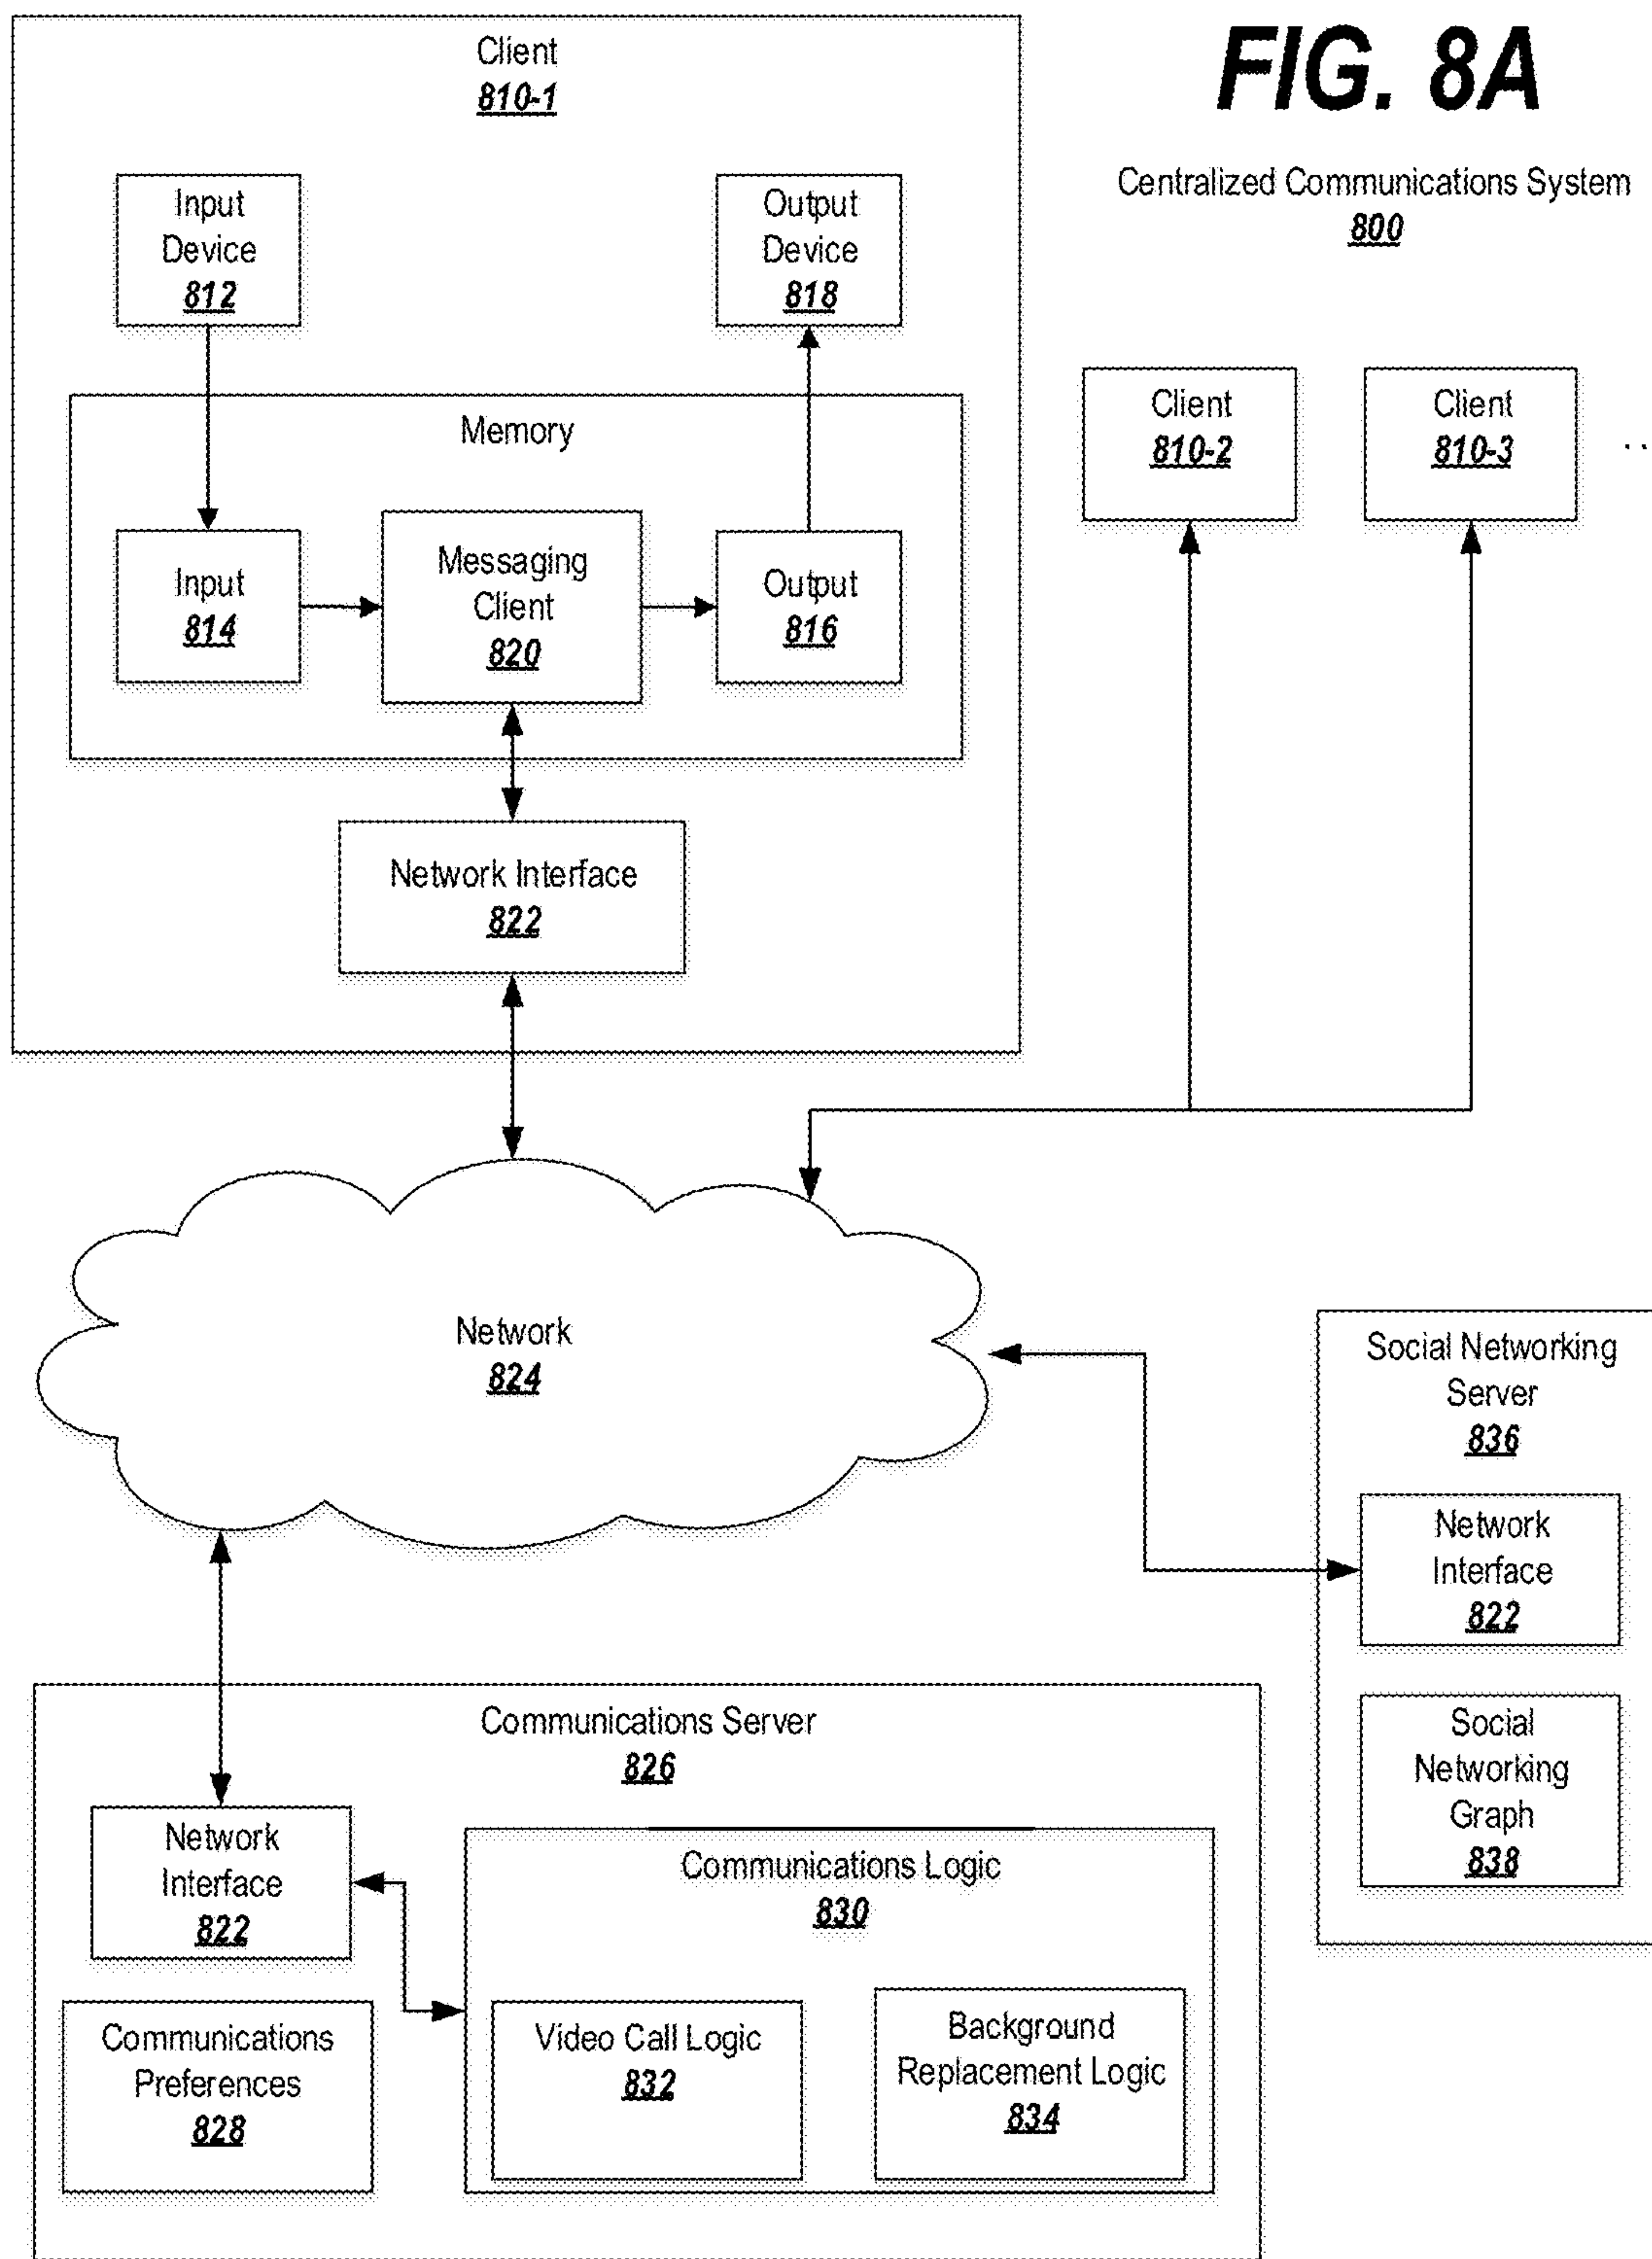 FIG. 8A
Centralized Communications System
800
Client
810-1
Input
Device
812
Output
Device
818
Memory
Input
814
Messaging
Client
820
Output
816
Network Interface
822
Client
810-2
Client
810-3
..
Network
824
Social Networking
Server
836
Network
Interface
822
Social
Networking
Graph
838
Communications Server
826
Network
Interface
822
Communications
Preferences
828
Communications Logic
830
Video Call Logic
832
Background
Replacement Logic
834